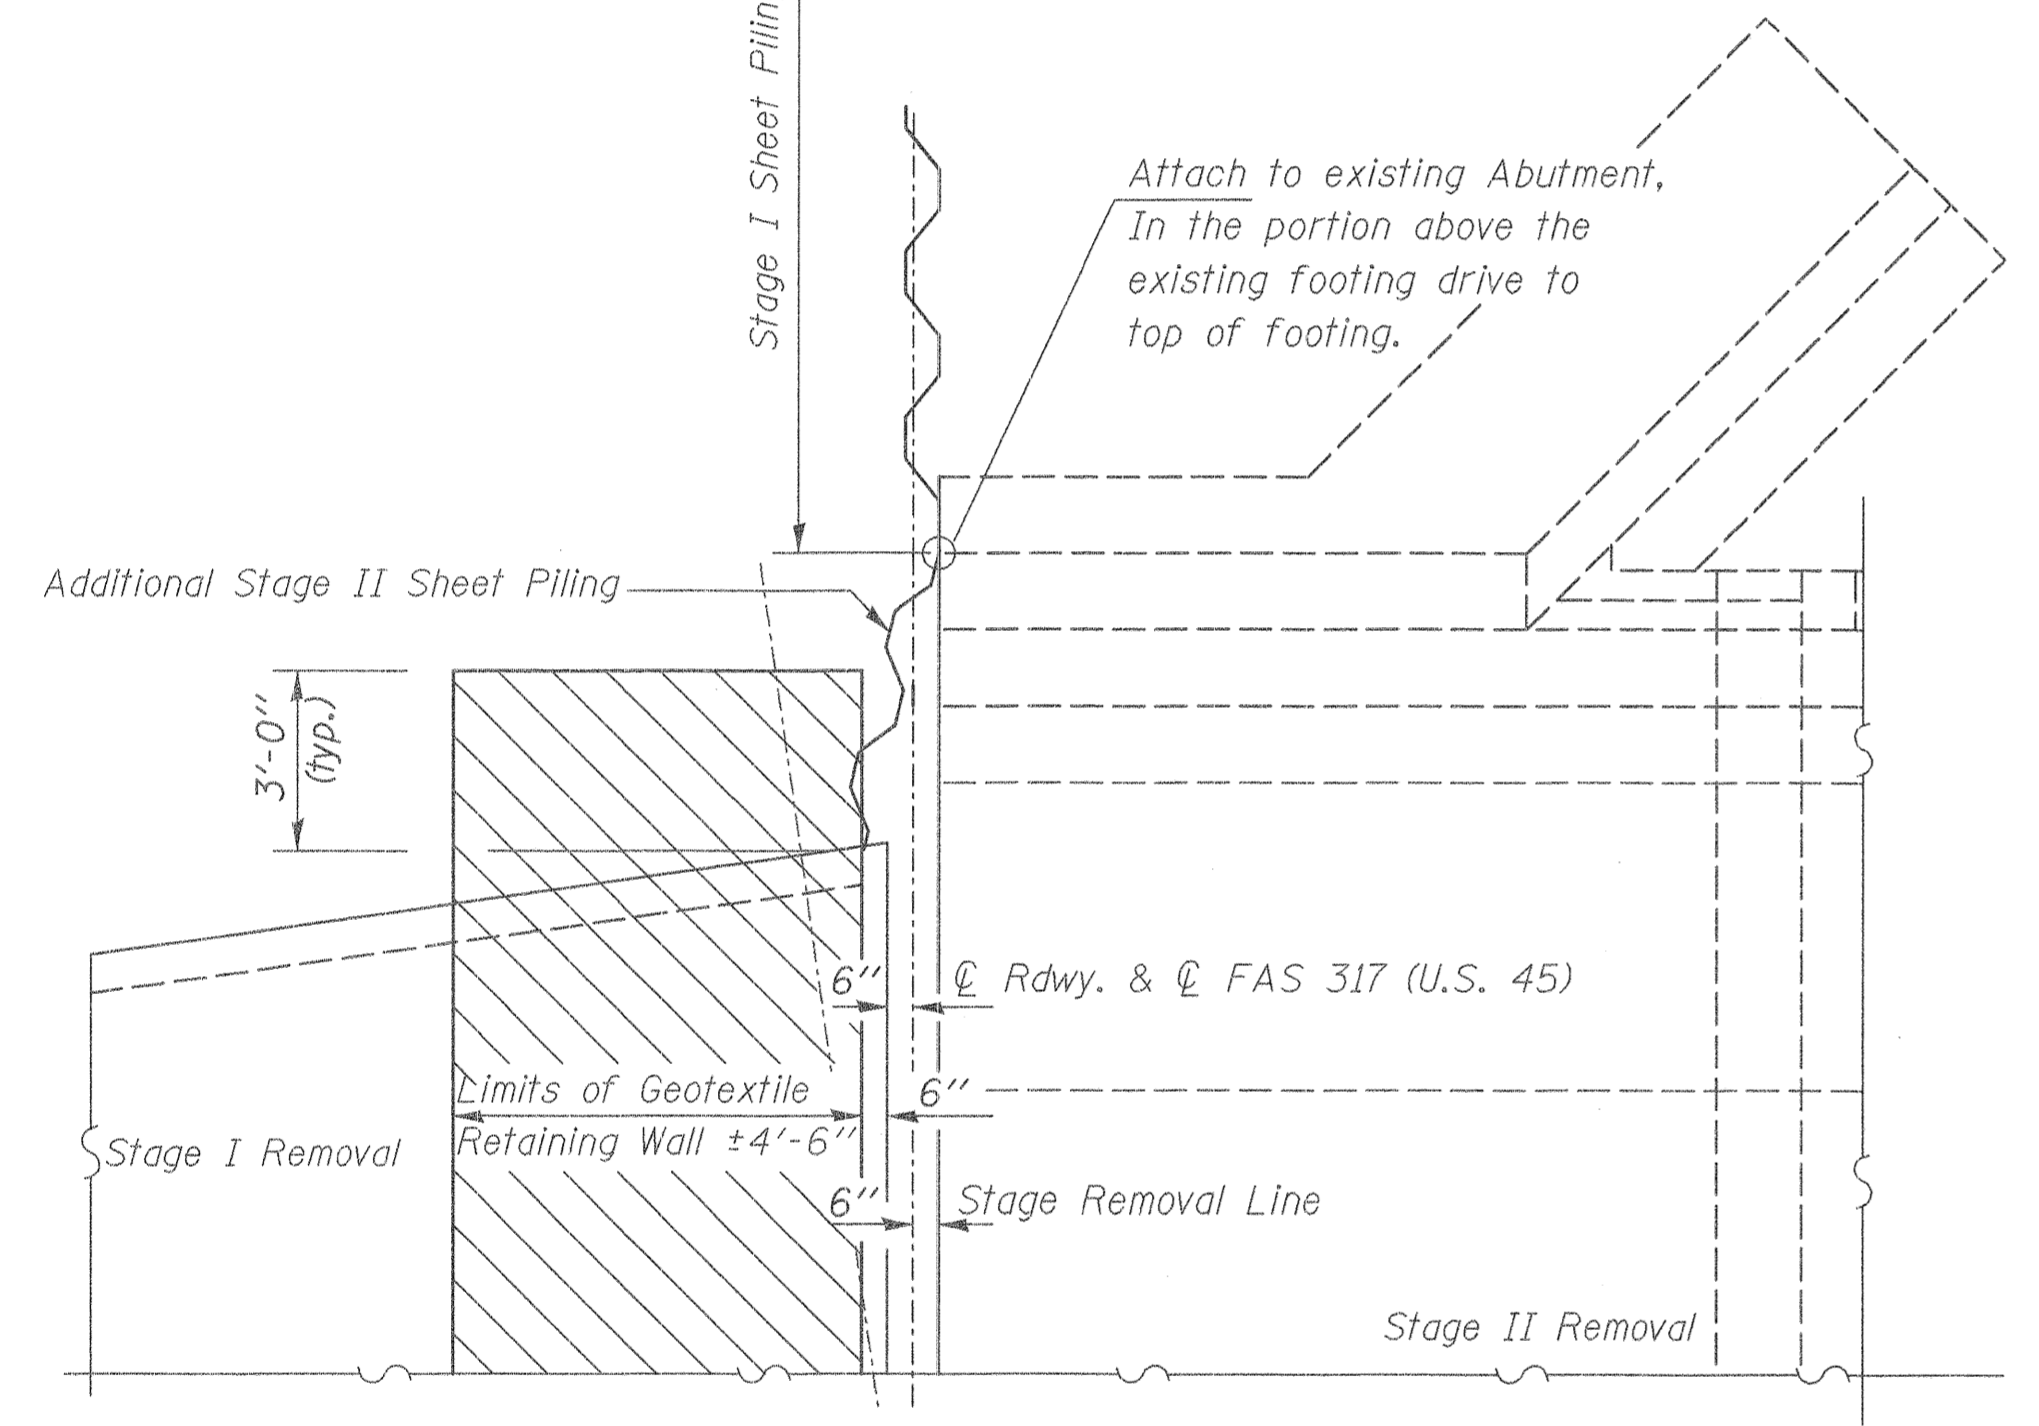 Stage I Sheet Pilin
Attach to existing Abutment,
In the portion above the
existing footing drive to
top of footing.
Additional Stage II Sheet Piling
3'-0"
(typ.)
6" ℄ Rdwy. & ℄ FAS 317 (U.S. 45)
Limits of Geotextile
6"
Retaining Wall ±4'-6"
Stage I Removal
6" Stage Removal Line
Stage II Removal